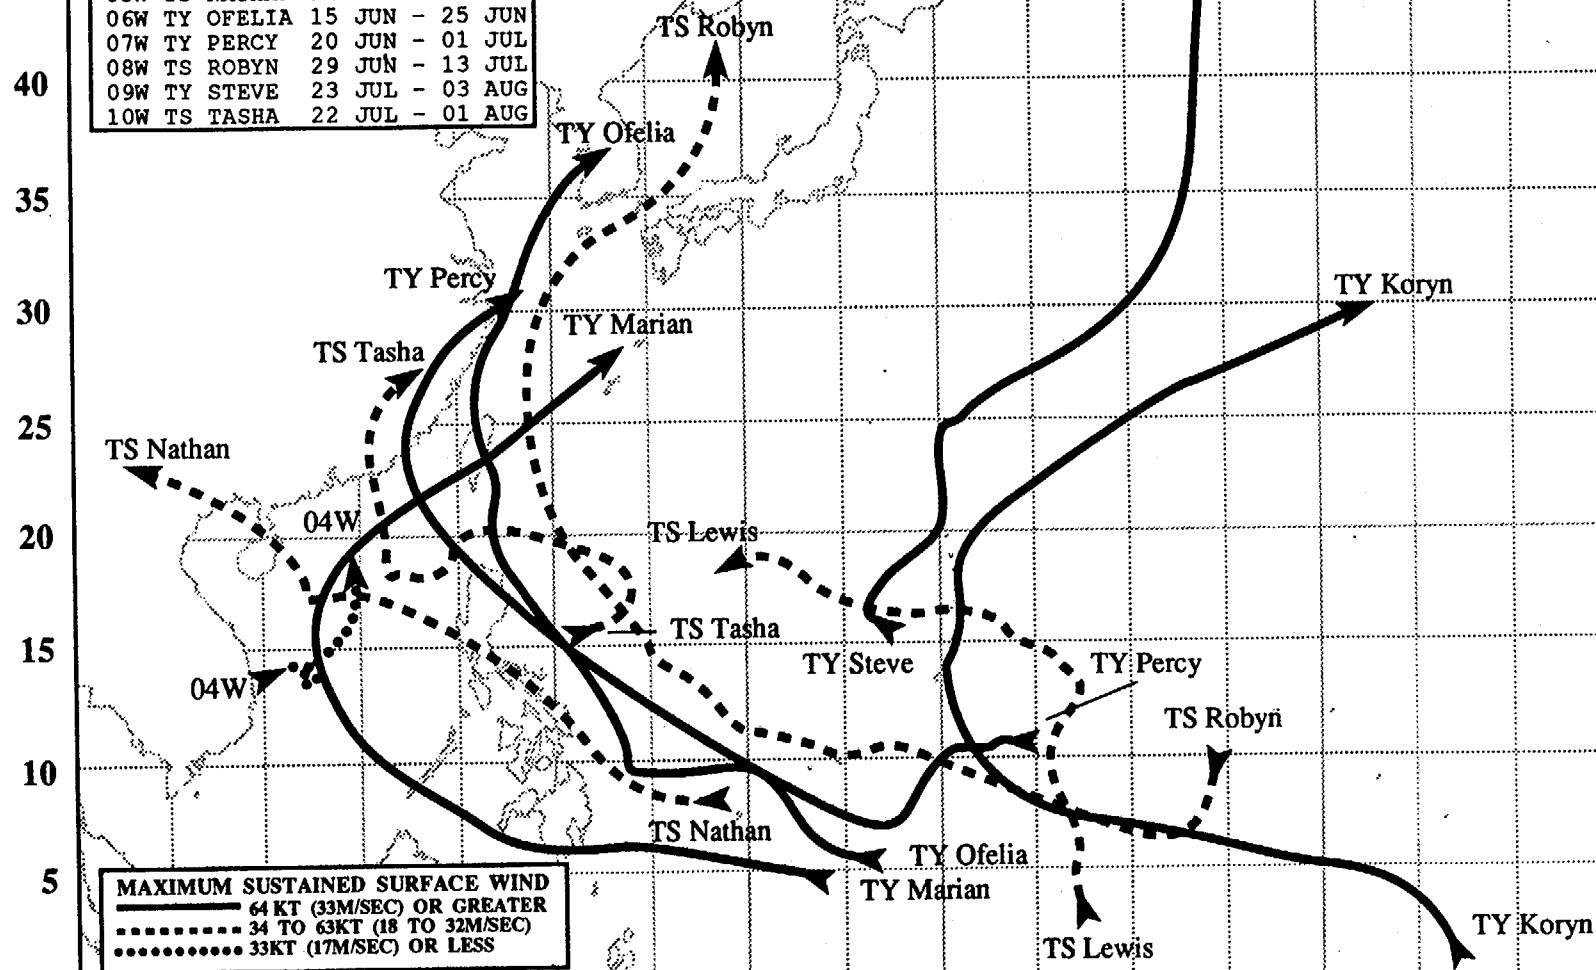 06W TY OFELIA 15 JUN - 25 JUN
07W TY PERCY 20 JUN - 01 JUL
08W TS ROBYN 29 JUN - 13 JUL
09W TY STEVE 23 JUL - 03 AUG
10W TS TASHA 22 JUL - 01 AUG
TS Robyn
40
TY Ofelia
35
TY Percy
TY Koryn
30
TY Marian
TS Tasha
25
TS Nathan
04W
20
TS Lewis
15
TS Tasha
TY Steve
TY Percy
04W
TS Robyn
10
TS Nathan
TY Ofelia
5
TY Marian
MAXIMUM SUSTAINED SURFACE WIND
64 KT (33M/SEC) OR GREATER
34 TO 63KT (18 TO 32M/SEC)
33KT (17M/SEC) OR LESS
TY Koryn
TS Lewis